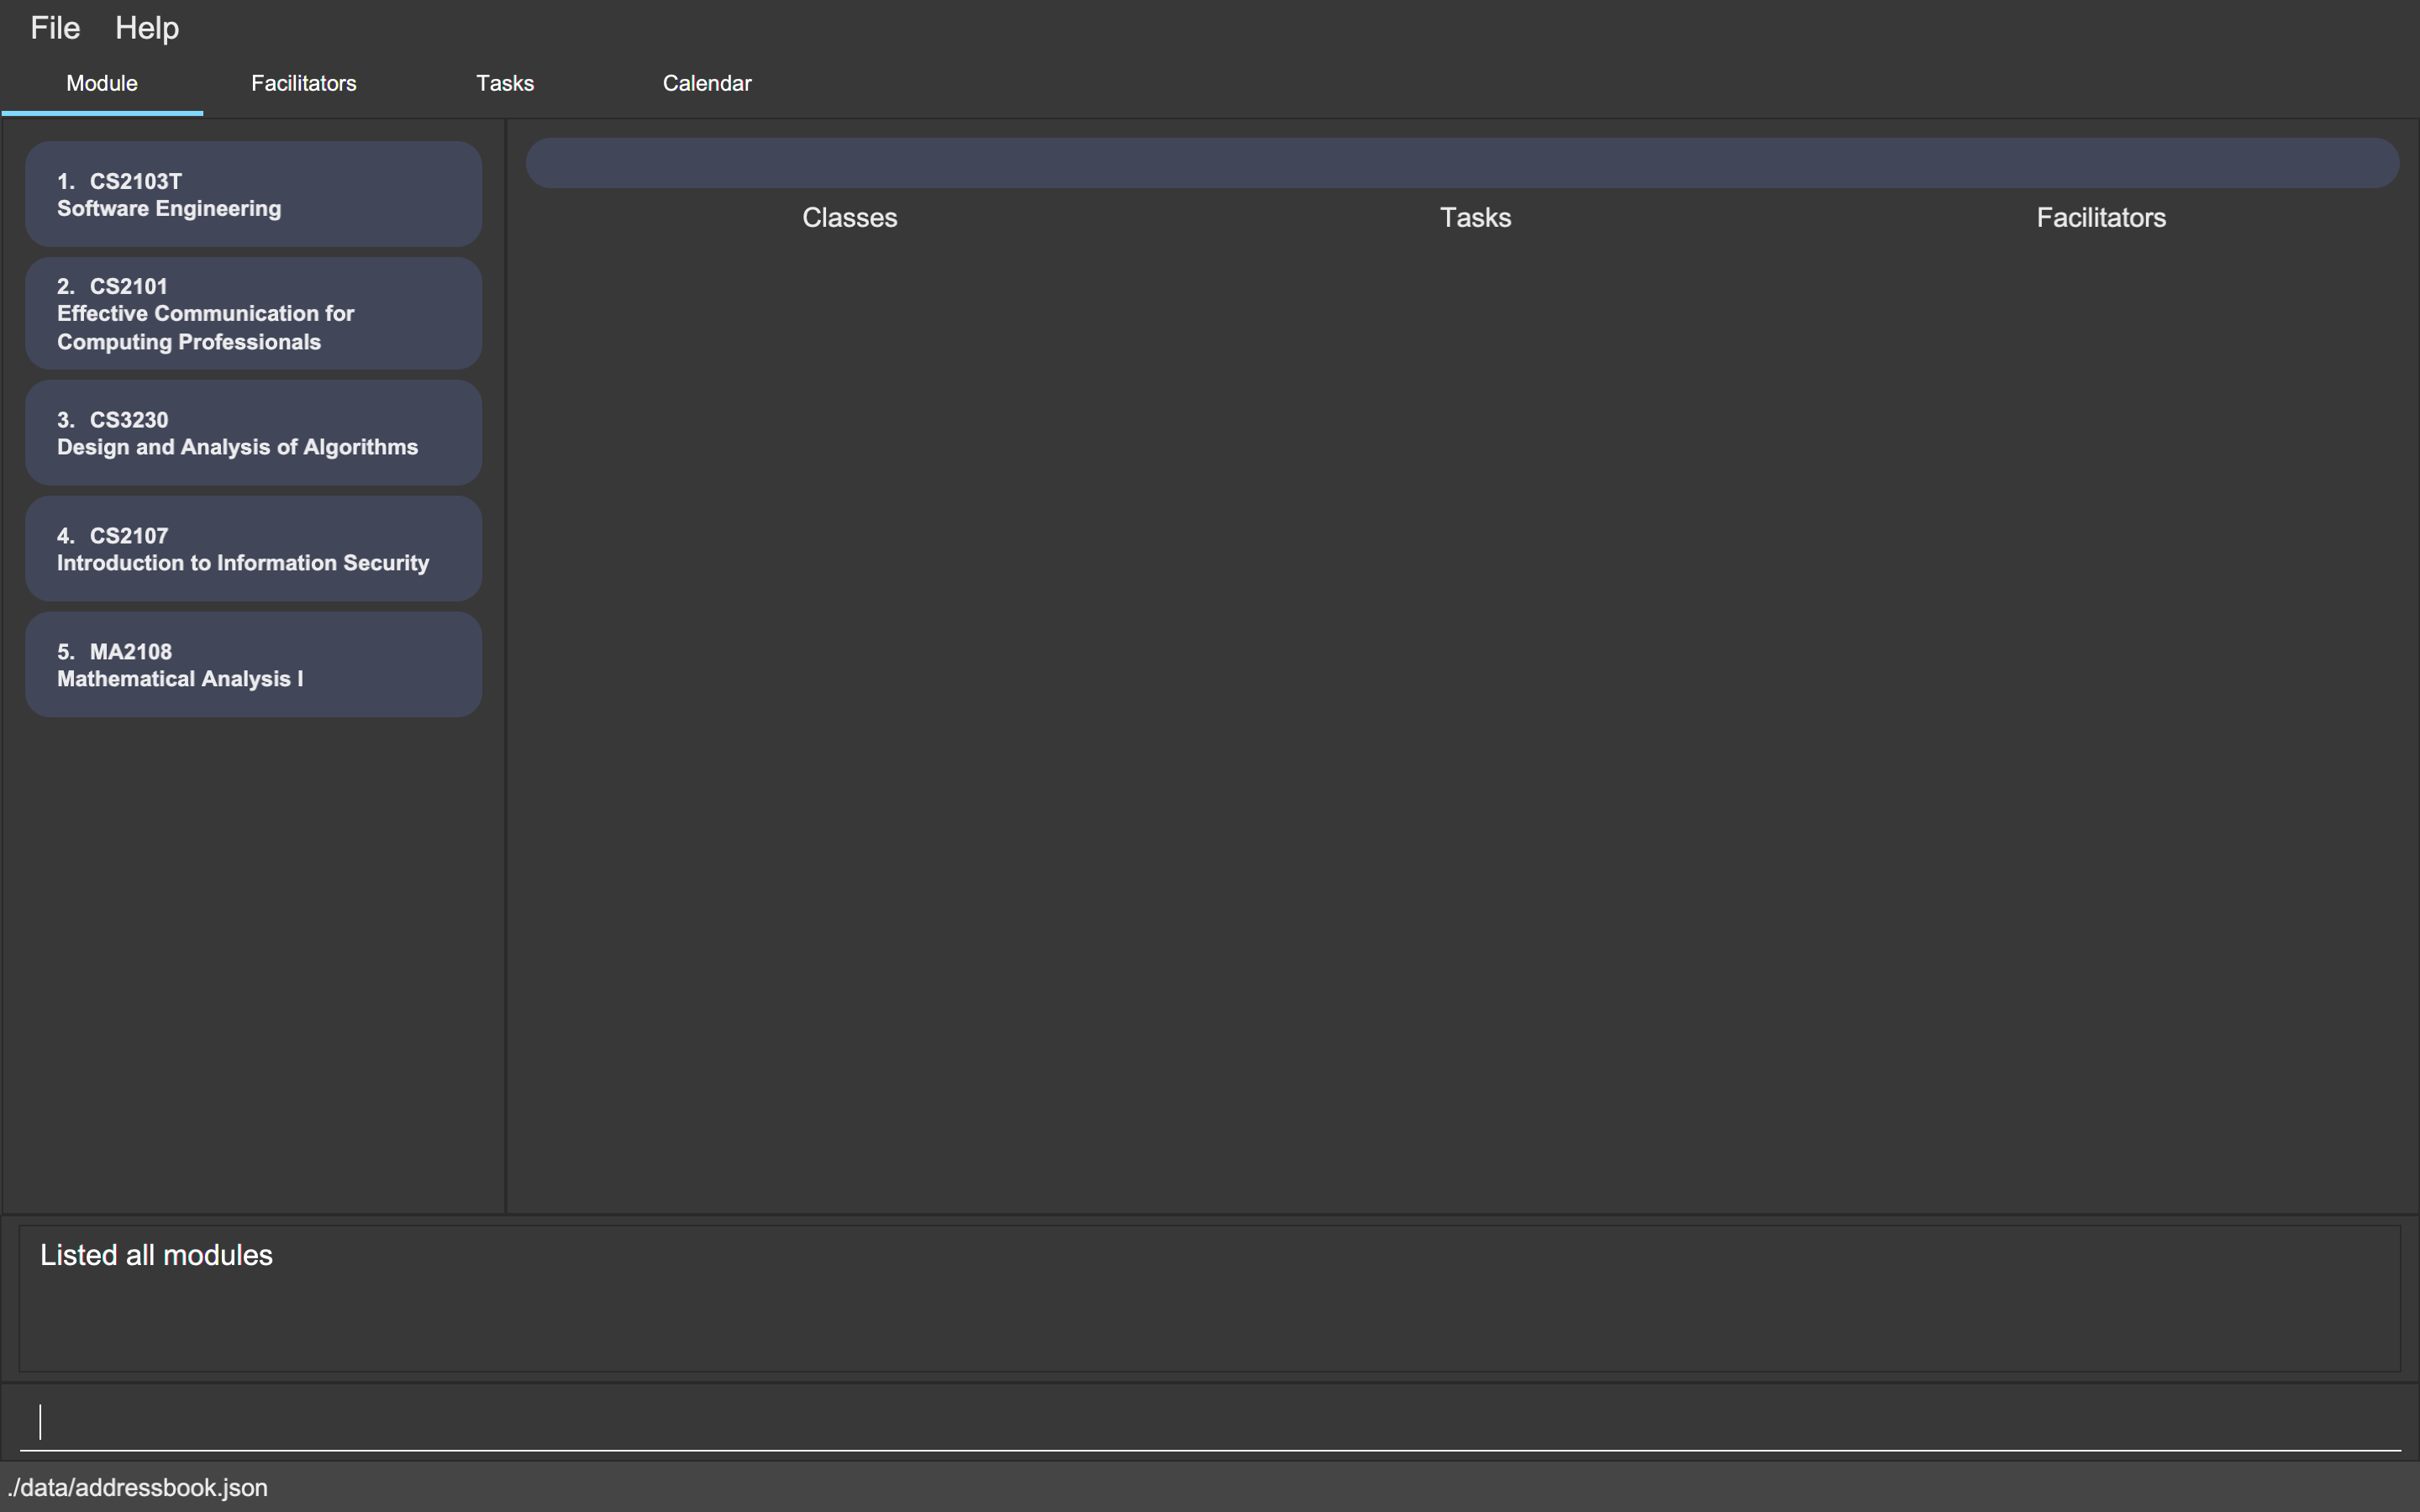 File Help
Module Facilitators Tasks Calendar
1. CS2103T
Software Engineering
2. CS2101
Effective Communication for
Computing Professionals
3. CS3230
Design and Analysis of Algorithms
4. CS2107
Introduction to Information Security
5. MA2108
Mathematical Analysis I
Classes Tasks Facilitators
Listed all modules
./data/addressbook.json